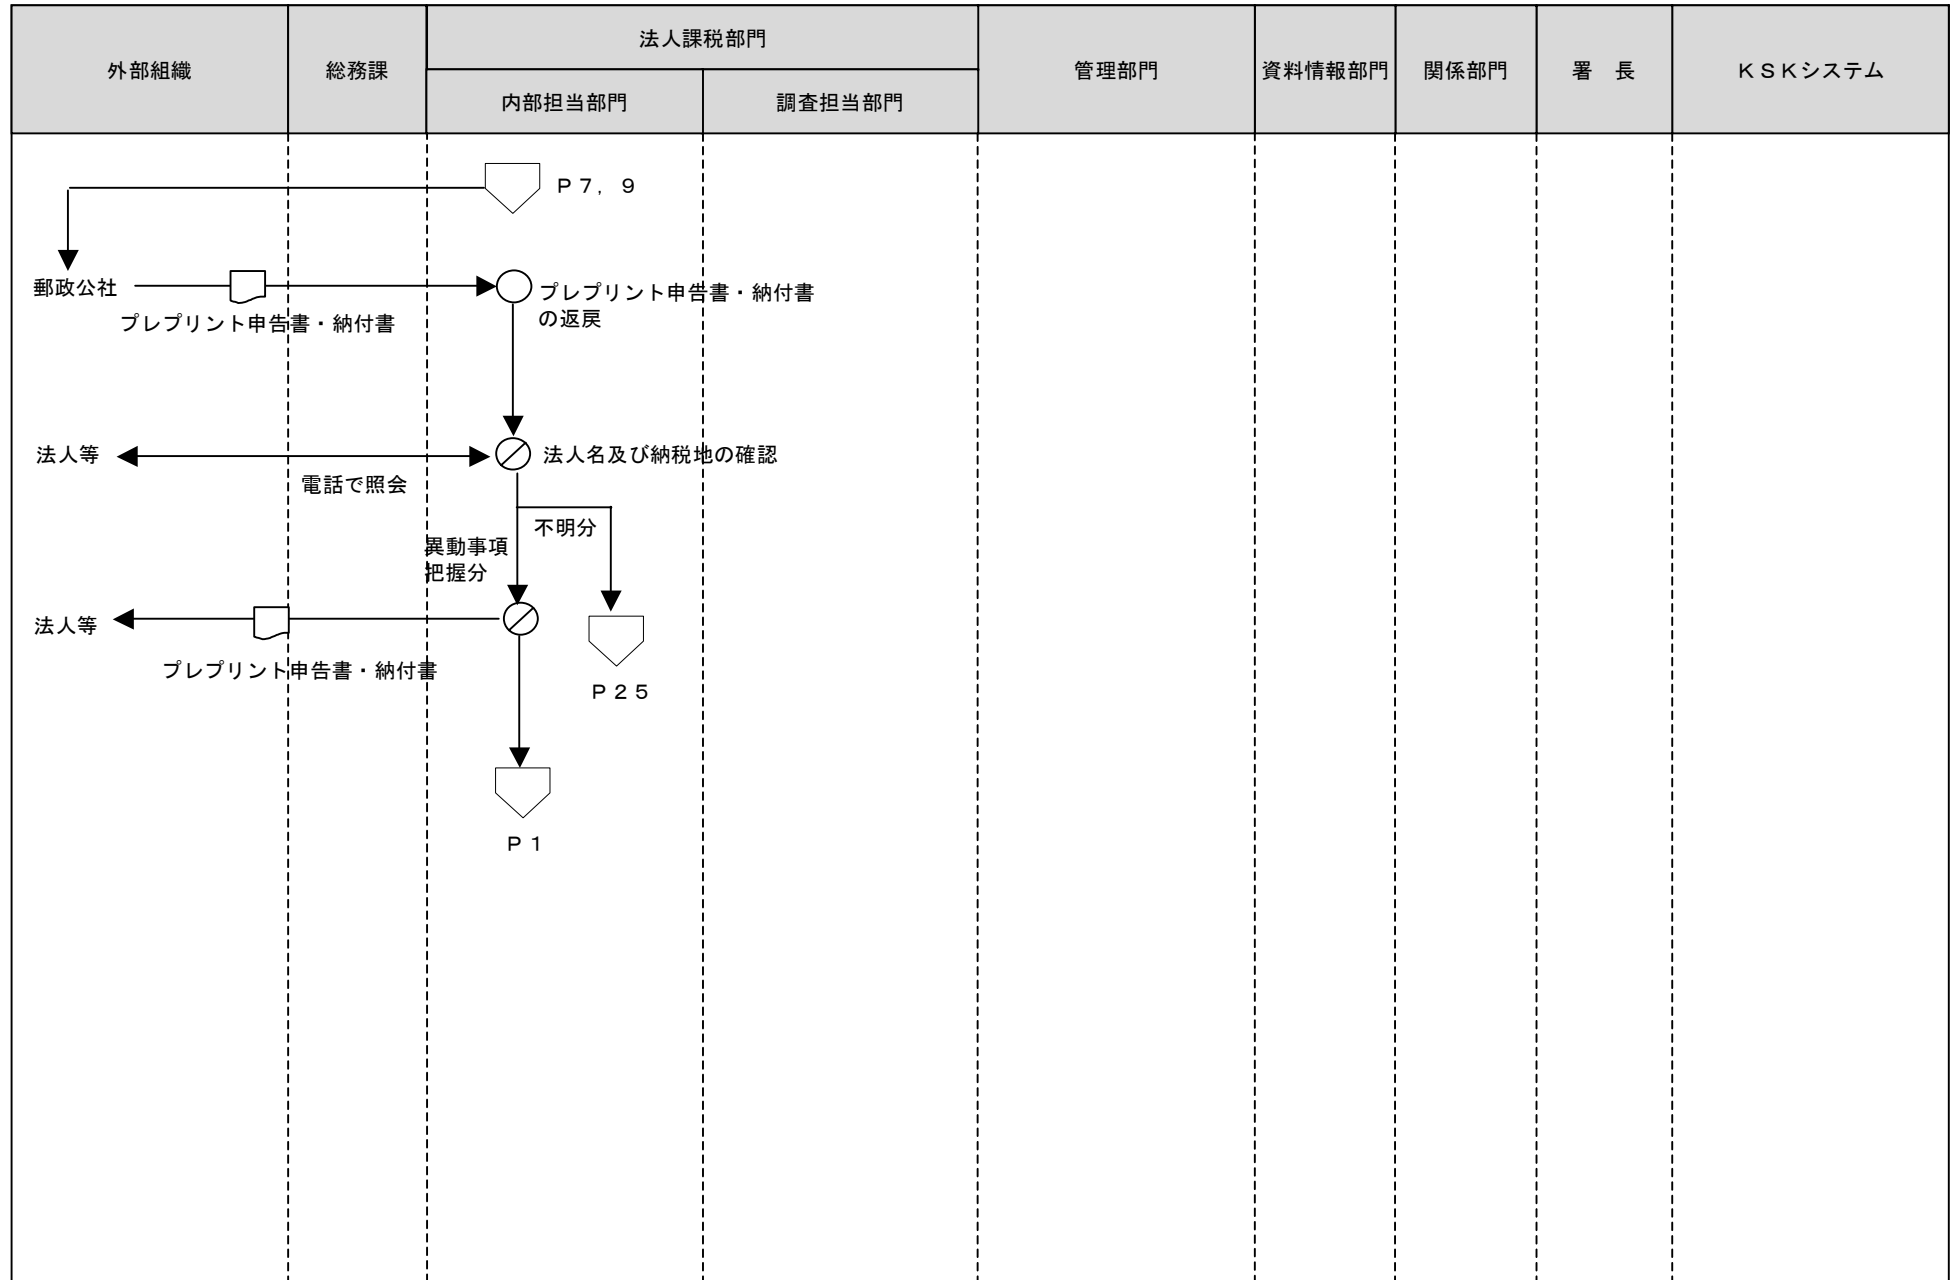 外部組織
総務課
法人課税部門
内部担当部門
調査担当部門
管理部門
資料情報部門
関係部門
署　長
ＫＳＫシステム
Ｐ７，９
郵政公社
プレプリント申告書・納付書
プレプリント申告書・納付書
の返戻
法人等
電話で照会
法人名及び納税地の確認
不明分
異動事項
把握分
法人等
プレプリント申告書・納付書
Ｐ２５
Ｐ１